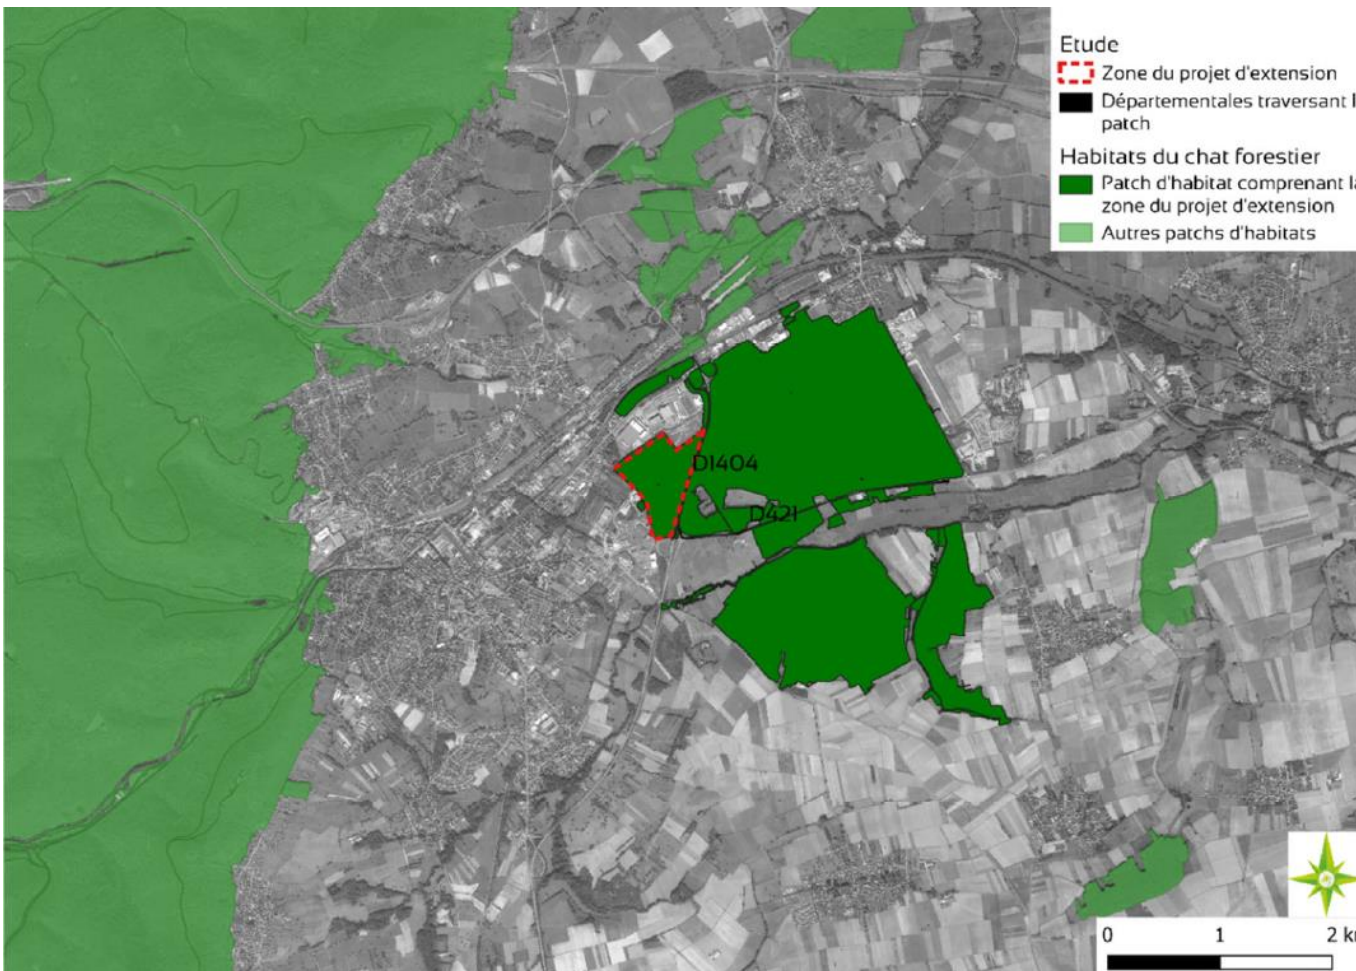 Etude
Zone du projet d'extension
Départementales traversant l
patch
Habitats du chat forestier
Patch d'habitat comprenant la
zone du projet d'extension
Autres patchs d'habitats
D1404
D421
0 1 2 k